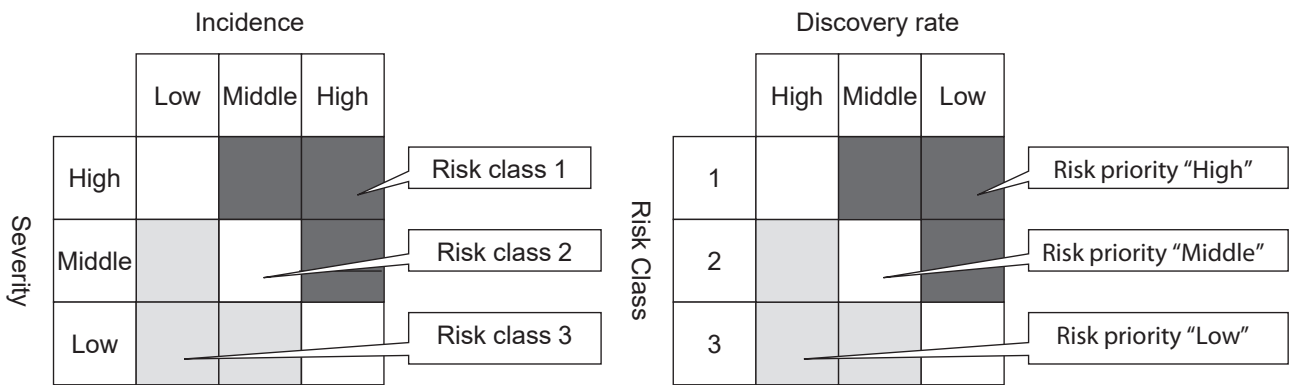 Incidence
Low Middle High
High
Risk class 1
Severity
Middle
Risk class 2
Low
Risk class 3
Discovery rate
High Middle Low
1
Risk priority “High”
Risk Class
2
Risk priority “Middle”
3
Risk priority “Low”